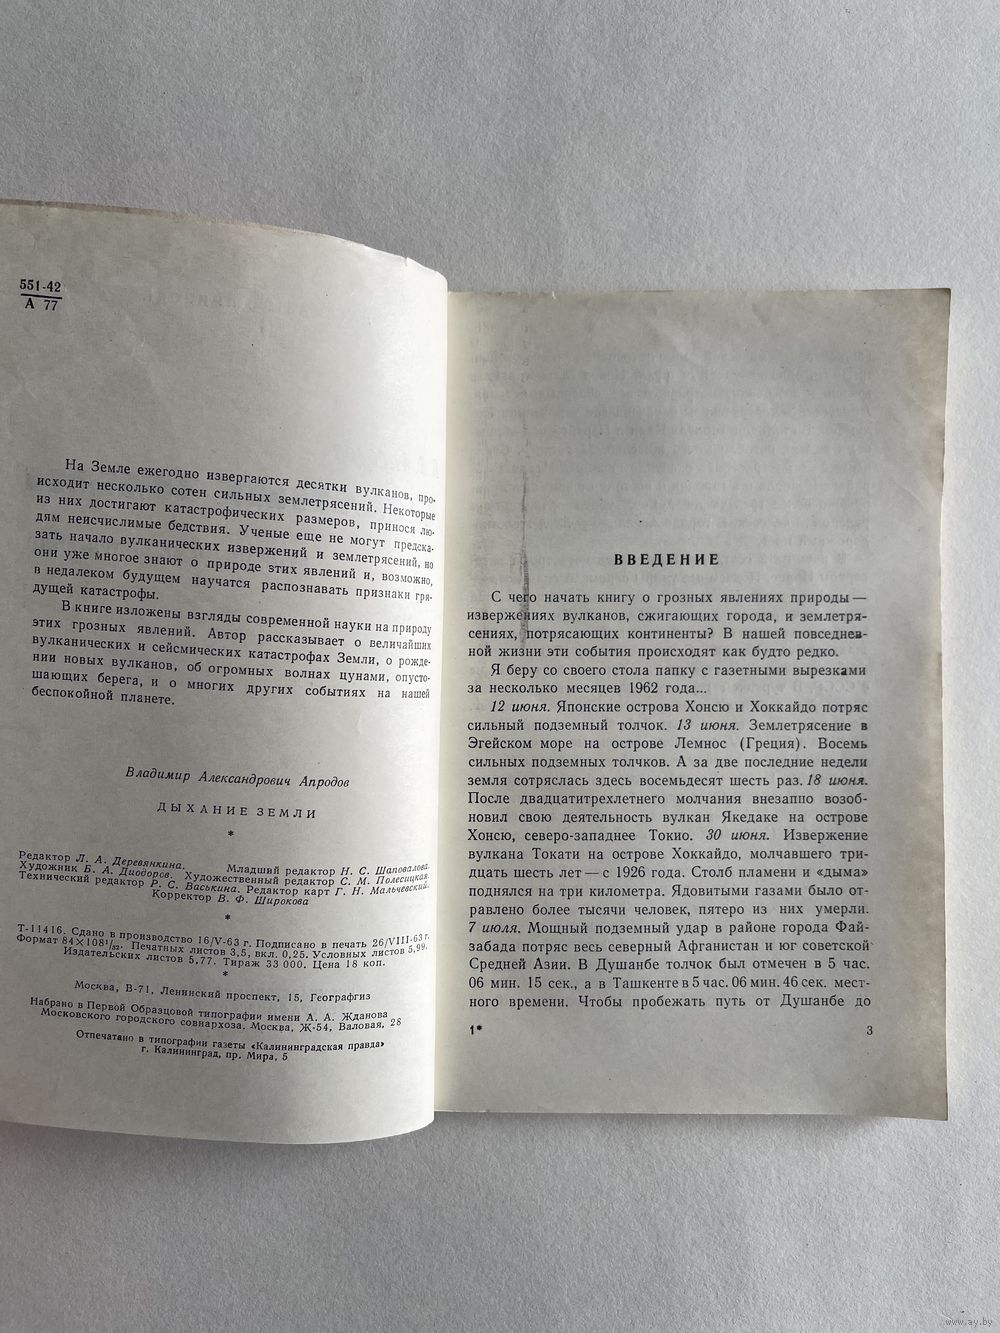 551-42
А 77
На Земле ежегодно извергаются десятки вулканов, про-
исходит несколько сотен сильных землетрясений. Некоторые
из них достигают катастрофических размеров, принося лю-
дям неисчислимые бедствия. Ученые еще не могут предска-
зать начало вулканических извержений и землетрясений, но
они уже многое знают о природе этих явлений и, возможно,
в недалеком будущем научатся распознавать признаки гря-
дущей катастрофы.
В книге изложены взгляды современной науки на природу
этих грозных явлений. Автор рассказывает о величайших
вулканических и сейсмических катастрофах Земли, о рожде-
нии новых вулканов, об огромных волнах цунами, опусто-
шающих берега, и о многих других событиях на нашей
беспокойной планете.
Владимир Александрович Апродов
ДЫХАНИЕ ЗЕМЛИ
*
Редактор Л. А. Деревянкина. Младший редактор Н. С. Шаповалова.
Художник Б. А. Диодоров. Художественный редактор С. М. Полесицкая.
Технический редактор Р. С. Васькина. Редактор карт Г. Н. Мальчевский.
Корректор В. Ф. Широкова
*
Т-11416. Сдано в производство 16/V-63 г. Подписано в печать 26/VIII-63 г.
Формат 84×108¹/₃₂. Печатных листов 3,5, вкл. 0,25. Условных листов 5,99.
Издательских листов 5,77. Тираж 33 000. Цена 18 коп.
*
Москва, В-71, Ленинский проспект, 15, Географгиз
Набрано в Первой Образцовой типографии имени А. А. Жданова
Московского городского совнархоза. Москва, Ж-54, Валовая, 28
Отпечатано в типографии газеты «Калининградская правда»
г. Калининград, пр. Мира, 5
ВВЕДЕНИЕ
С чего начать книгу о грозных явлениях природы —
извержениях вулканов, сжигающих города, и землетря-
сениях, потрясающих континенты? В нашей повседнев-
ной жизни эти события происходят как будто редко.
Я беру со своего стола папку с газетными вырезками
за несколько месяцев 1962 года...
12 июня. Японские острова Хонсю и Хоккайдо потряс
сильный подземный толчок. 13 июня. Землетрясение в
Эгейском море на острове Лемнос (Греция). Восемь
сильных подземных толчков. А за две последние недели
земля сотряслась здесь восемьдесят шесть раз. 18 июня.
После двадцатитрехлетнего молчания внезапно возоб-
новил свою деятельность вулкан Якедаке на острове
Хонсю, северо-западнее Токио. 30 июня. Извержение
вулкана Токати на острове Хоккайдо, молчавшего три-
дцать шесть лет — с 1926 года. Столб пламени и «дыма»
поднялся на три километра. Ядовитыми газами было от-
равлено более тысячи человек, пятеро из них умерли.
7 июля. Мощный подземный удар в районе города Фай-
забада потряс весь северный Афганистан и юг советской
Средней Азии. В Душанбе толчок был отмечен в 5 час.
06 мин. 15 сек., а в Ташкенте в 5 час. 06 мин. 46 сек. мест-
ного времени. Чтобы пробежать путь от Душанбе до
1*
3
www.ay.by